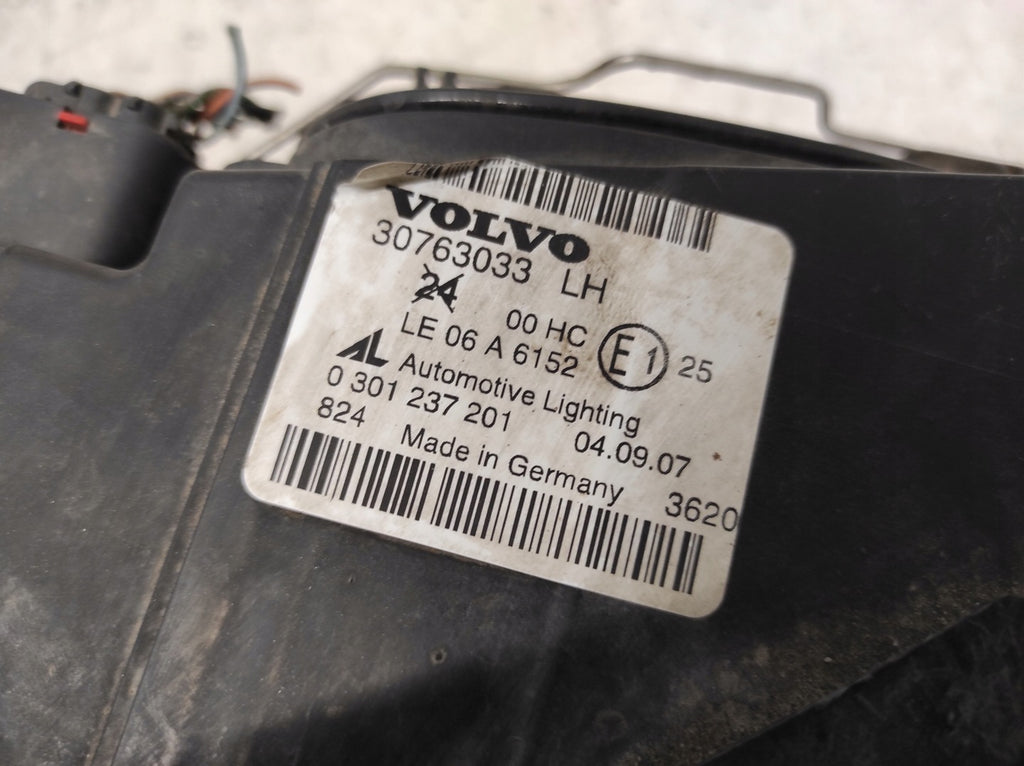 VOLVO
30763033 LH
24
00 HC
LE 06 A 6152 E1 25
AL Automotive Lighting
0 301 237 201 04.09.07
824 Made in Germany 3620